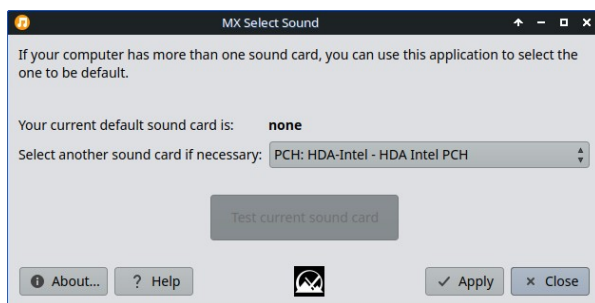 MX Select Sound
If your computer has more than one sound card, you can use this application to select the
one to be default.
Your current default sound card is: none
Select another sound card if necessary: PCH: HDA-Intel - HDA Intel PCH
Test current sound card
About... ? Help Apply Close